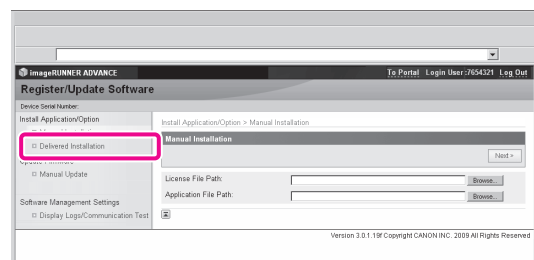 imageRUNNER ADVANCE
To Portal Login User:7654321 Log Out
Register/Update Software
Device Serial Number:
Install Application/Option
Delivered Installation
Manual Update
Software Management Settings
Display Logs/Communication Test
Install Application/Option > Manual Installation
Manual Installation
Next >
License File Path:
Browse...
Application File Path:
Browse...
Version 3.0.1.19f Copyright CANON INC. 2009 All Rights Reserved